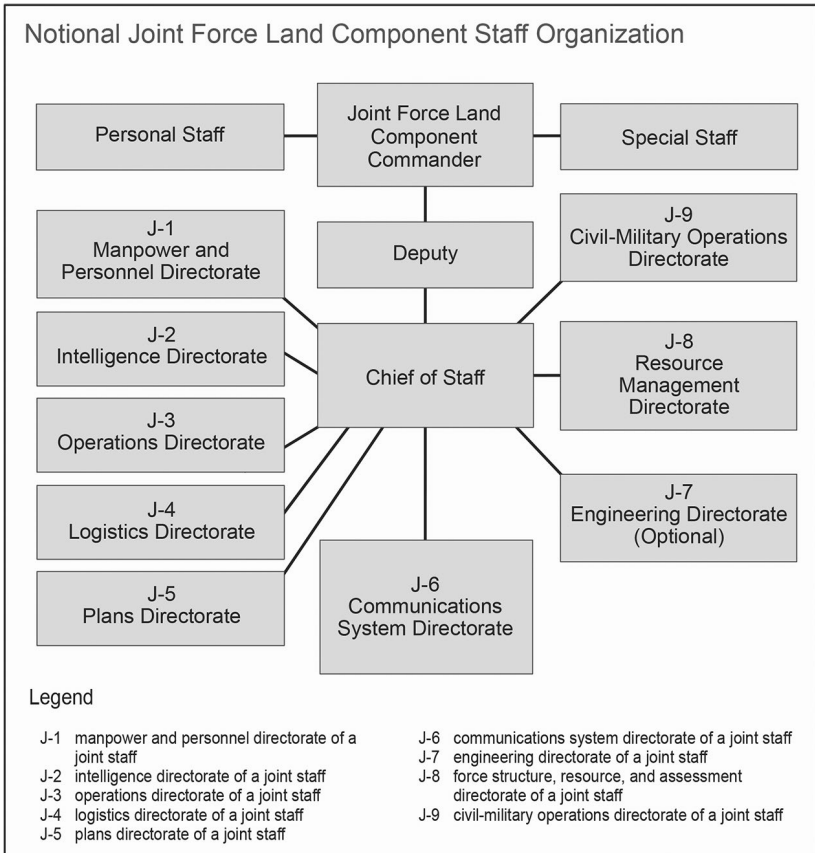 Notional Joint Force Land Component Staff Organization
Personal Staff
Joint Force Land
Component
Commander
Special Staff
J-1
Manpower and
Personnel Directorate
Deputy
J-9
Civil-Military Operations
Directorate
J-2
Intelligence Directorate
Chief of Staff
J-8
Resource
Management
Directorate
J-3
Operations Directorate
J-4
Logistics Directorate
J-7
Engineering Directorate
(Optional)
J-5
Plans Directorate
J-6
Communications
System Directorate
Legend
J-1 manpower and personnel directorate of a
joint staff
J-2 intelligence directorate of a joint staff
J-3 operations directorate of a joint staff
J-4 logistics directorate of a joint staff
J-5 plans directorate of a joint staff
J-6 communications system directorate of a joint staff
J-7 engineering directorate of a joint staff
J-8 force structure, resource, and assessment
directorate of a joint staff
J-9 civil-military operations directorate of a joint staff